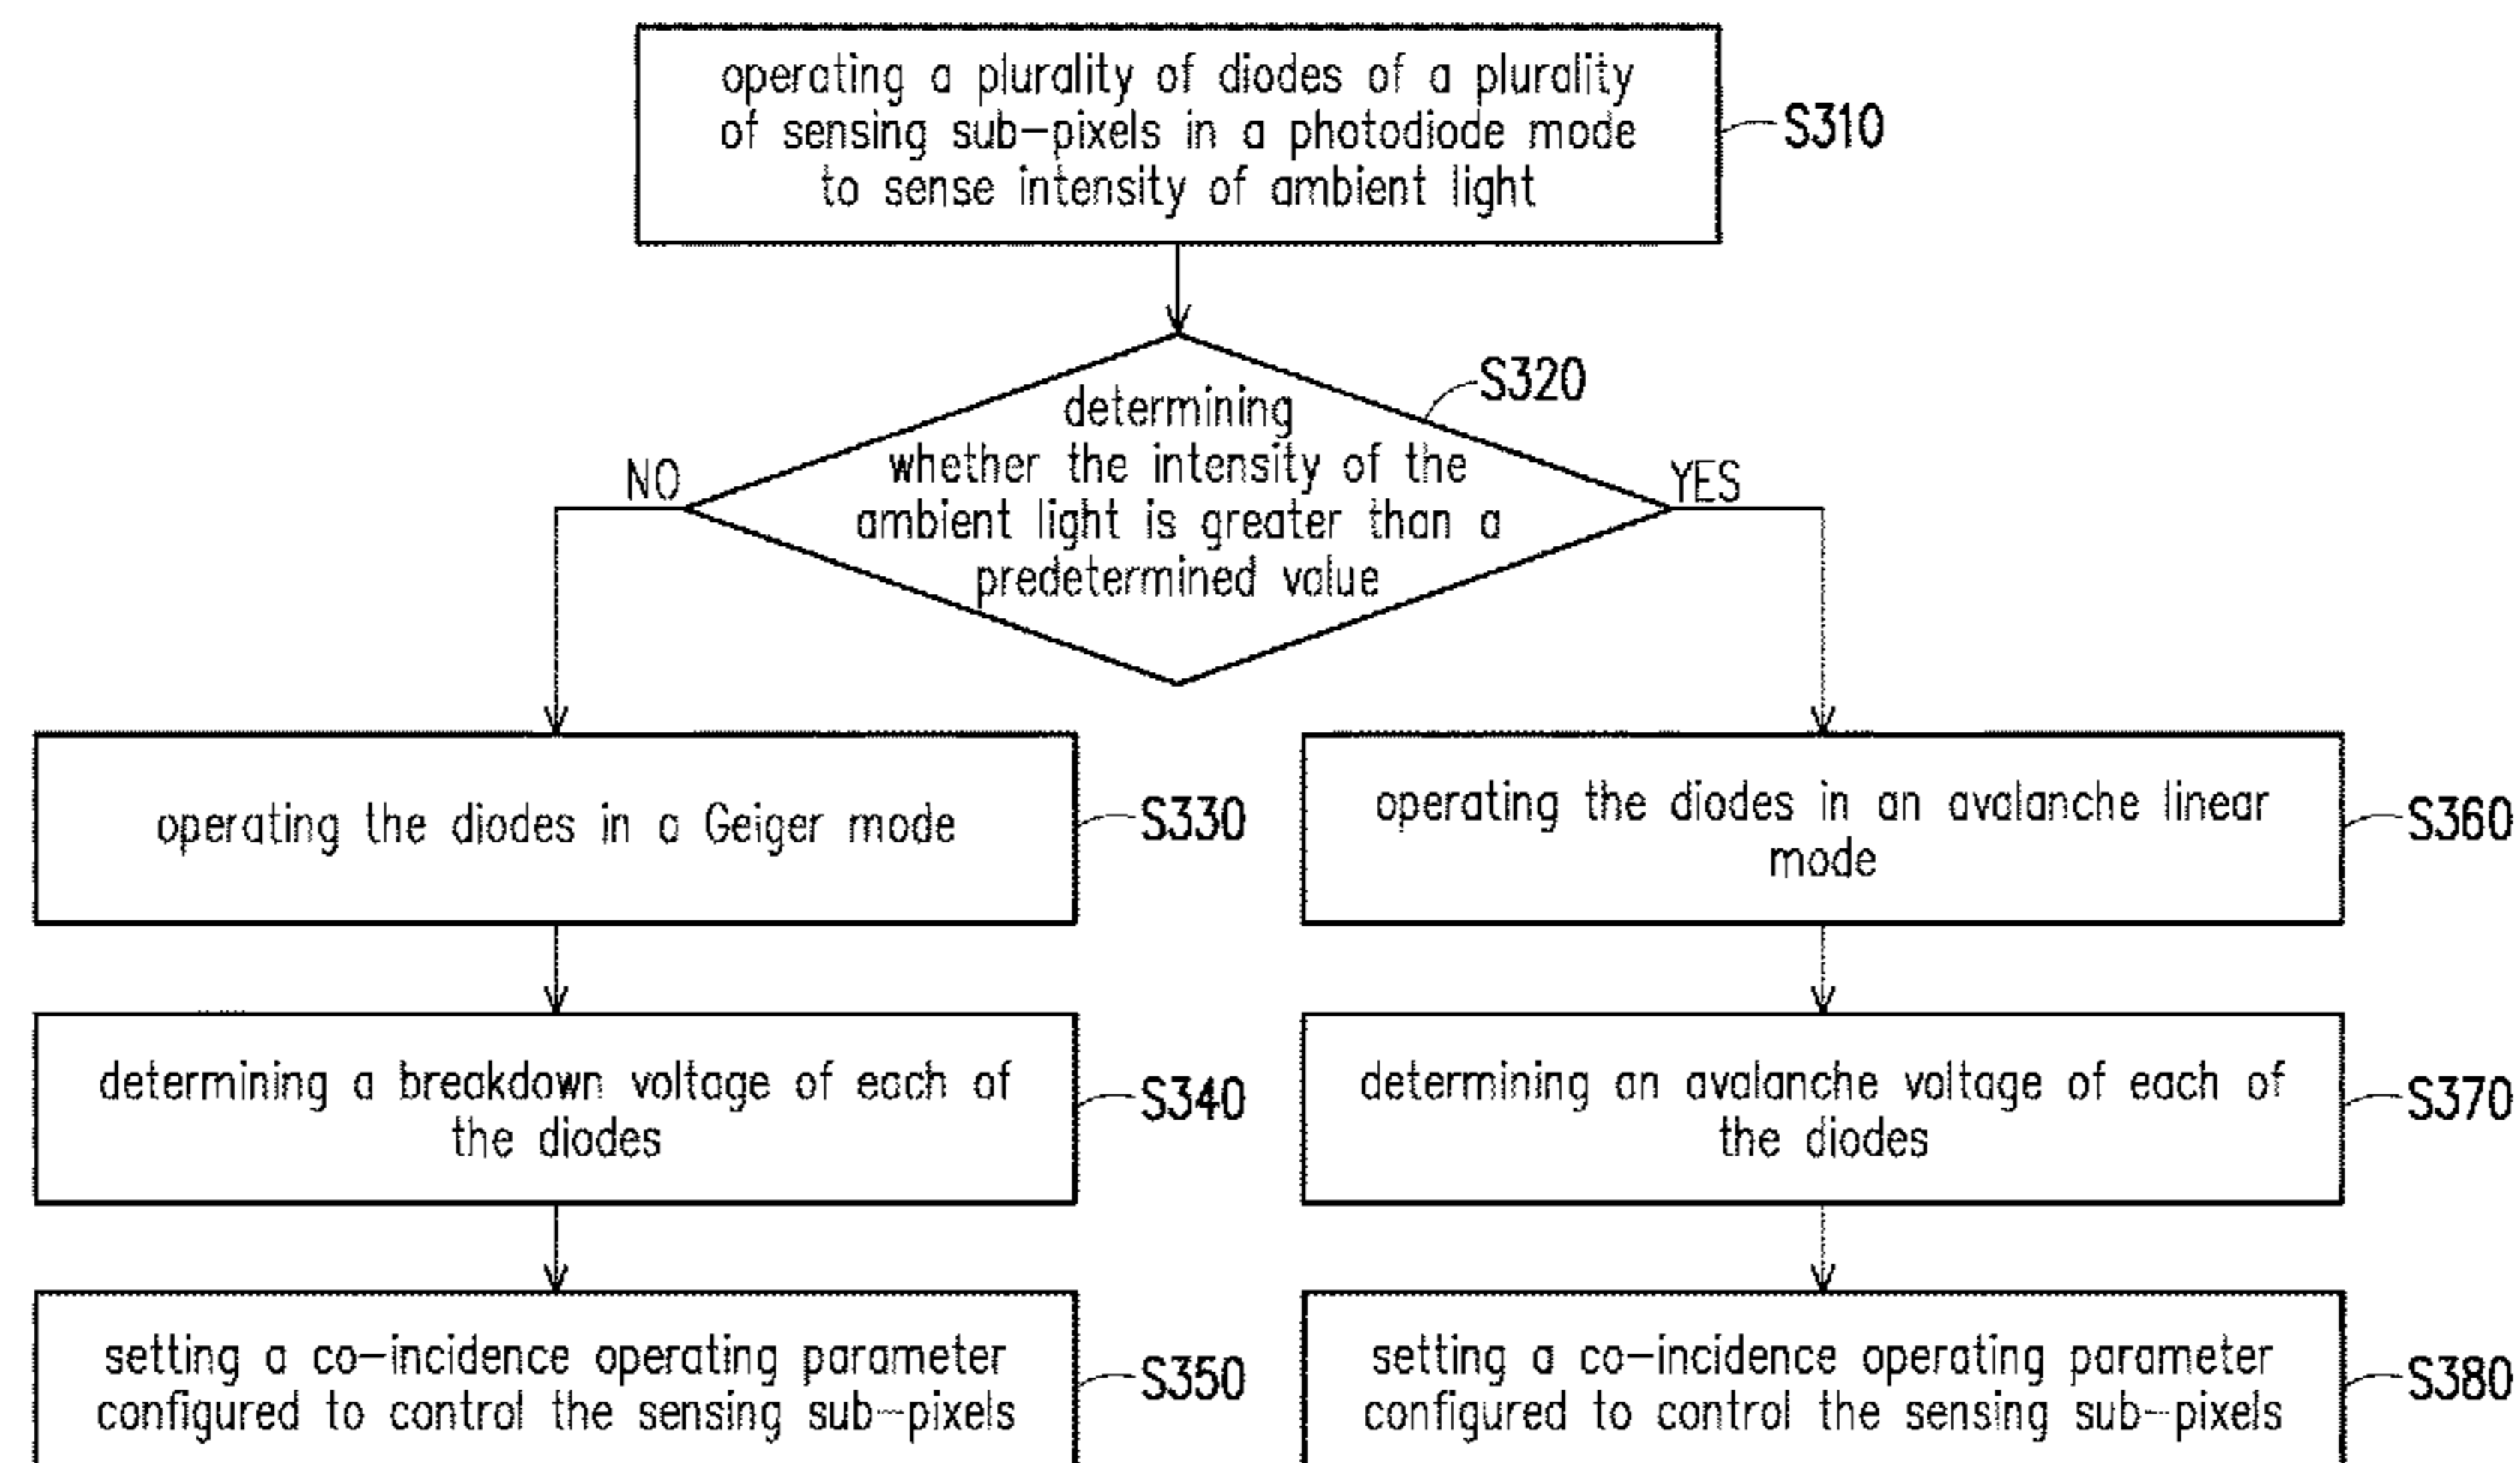 operating a plurality of diodes of a plurality
of sensing sub-pixels in a photodiode mode
to sense intensity of ambient light
S310
S320
determining
whether the intensity of the
ambient light is greater than a
predetermined value
NO
YES
operating the diodes in a Geiger mode
S330
operating the diodes in an avalanche linear
mode
S360
determining a breakdown voltage of each of
the diodes
S340
determining an avalanche voltage of each of
the diodes
S370
setting a co-incidence operating parameter
configured to control the sensing sub-pixels
S350
setting a co-incidence operating parameter
configured to control the sensing sub-pixels
S380